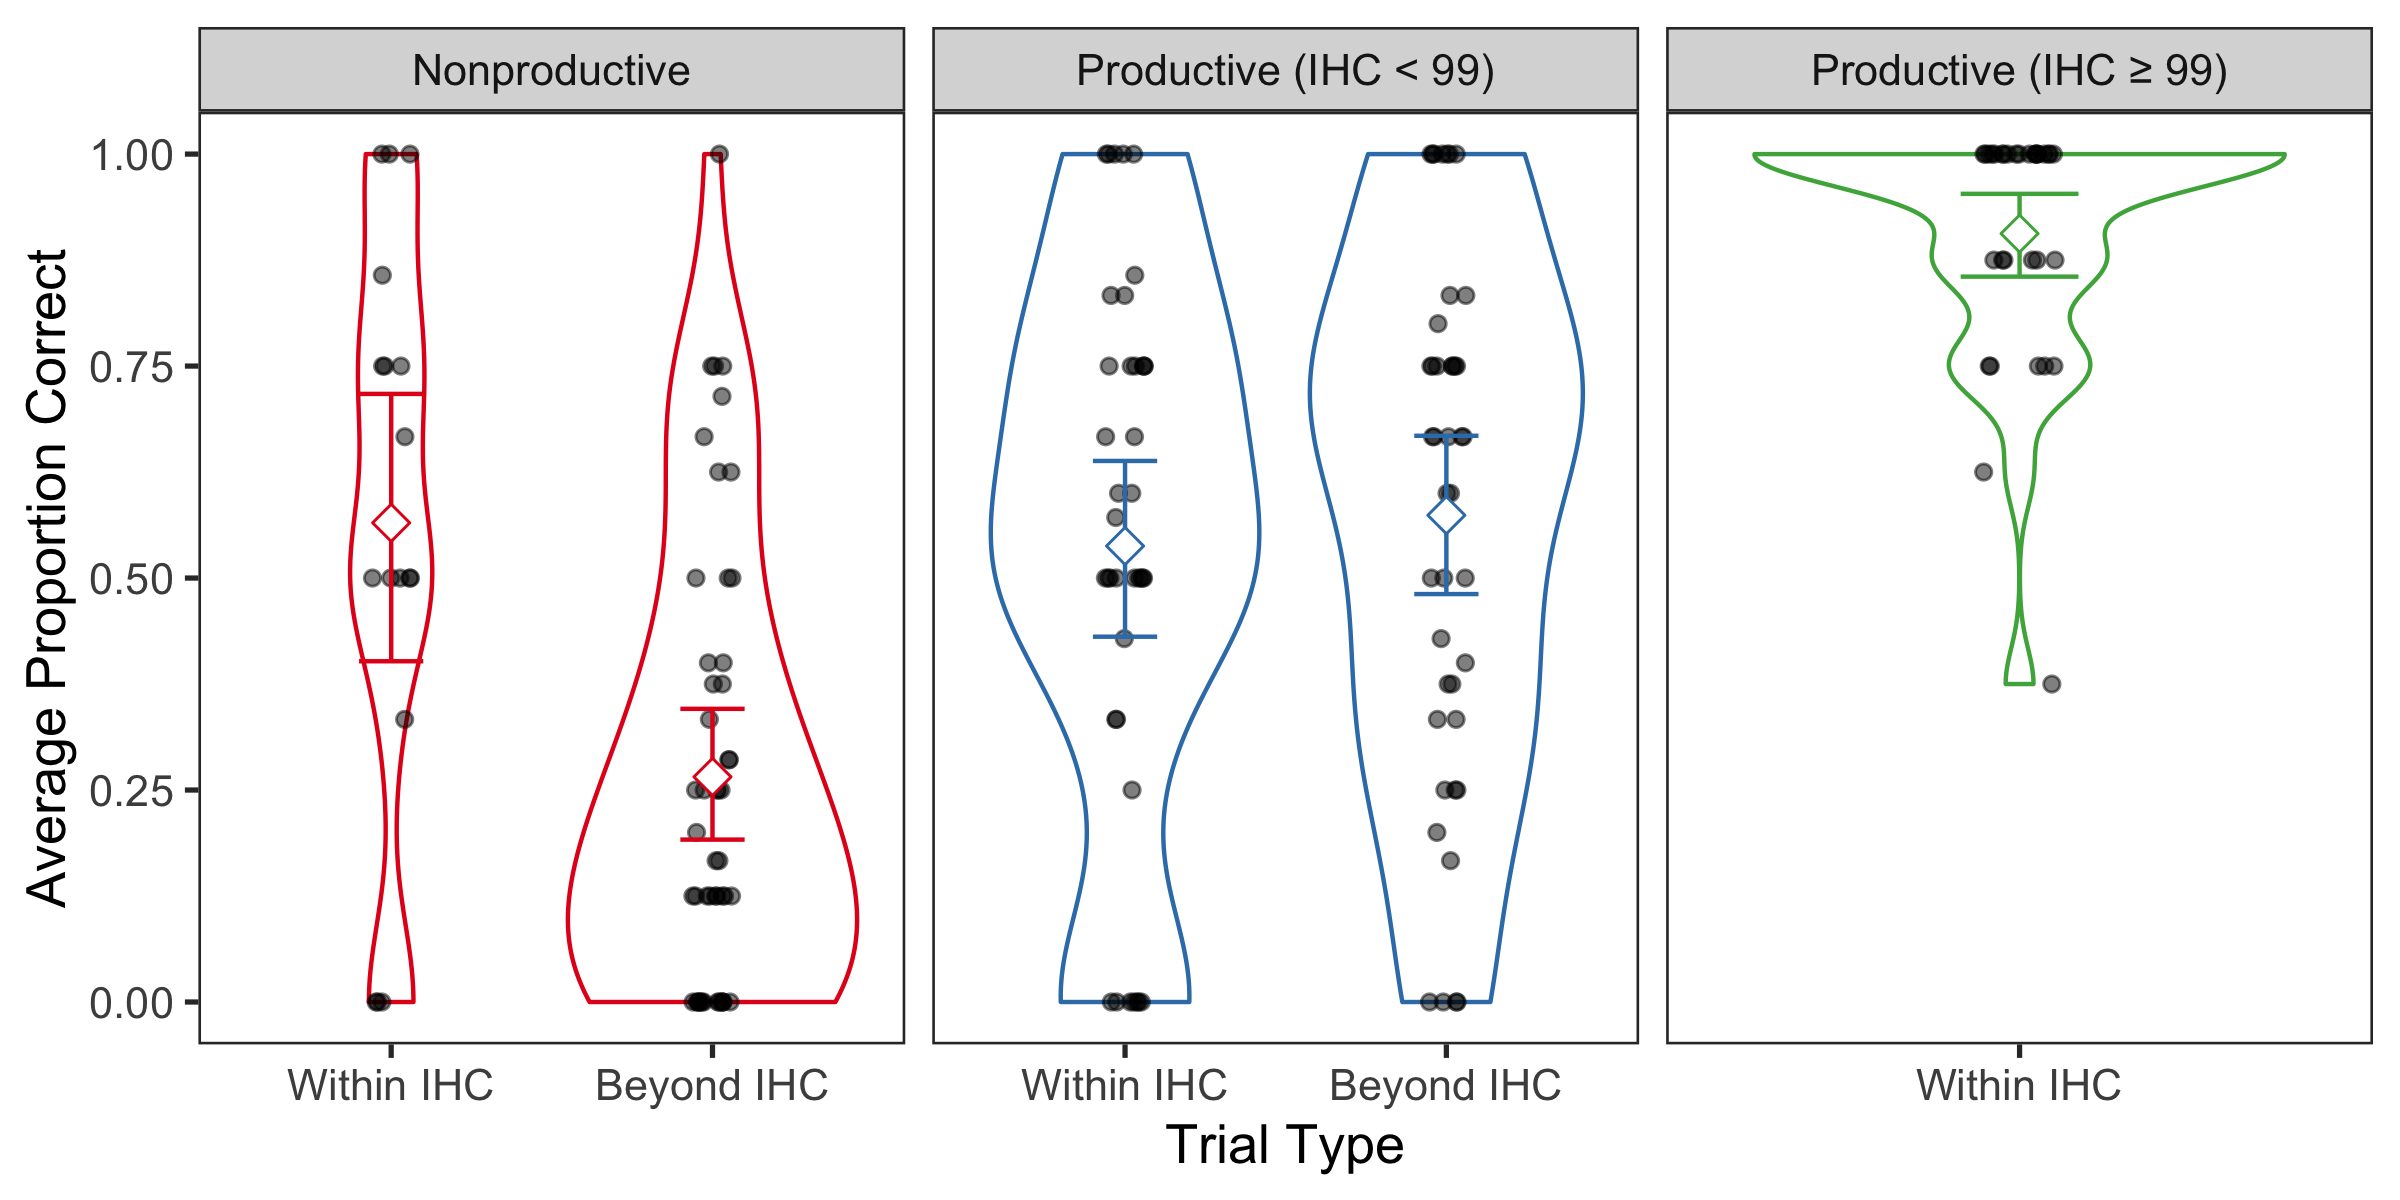 Nonproductive
Productive (IHC < 99)
Productive (IHC ≥ 99)
Average Proportion Correct
1.00
0.75
0.50
0.25
0.00
Within IHC
Beyond IHC
Within IHC
Beyond IHC
Within IHC
Trial Type